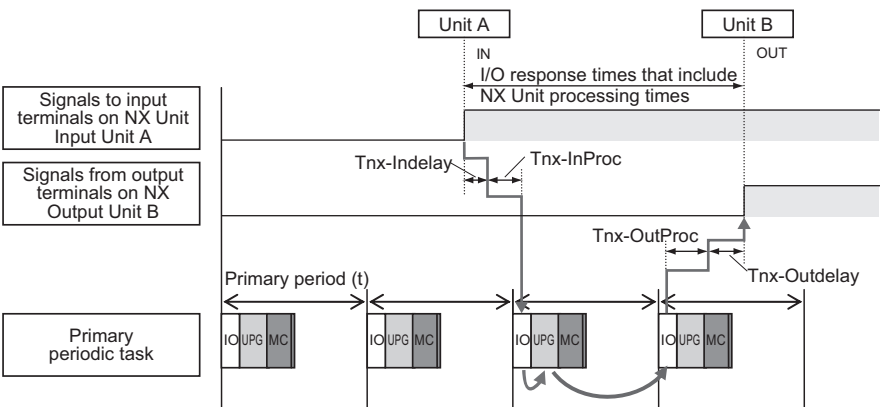 Unit A
Unit B
IN
OUT
I/O response times that include
NX Unit processing times
Signals to input
terminals on NX Unit
Input Unit A
Tnx-Indelay
Tnx-InProc
Signals from output
terminals on NX
Output Unit B
Tnx-OutProc
Tnx-Outdelay
Primary period (t)
Primary
periodic task
IO UPG MC
IO UPG MC
IO UPG MC
IO UPG MC